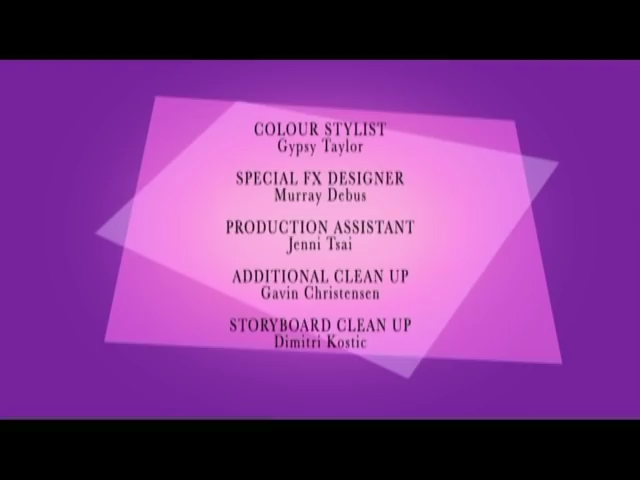 COLOUR STYLIST
Gypsy Taylor
SPECIAL FX DESIGNER
Murray Debus
PRODUCTION ASSISTANT
Jenni Tsai
ADDITIONAL CLEAN UP
Gavin Christensen
STORYBOARD CLEAN UP
Dimitri Kostic